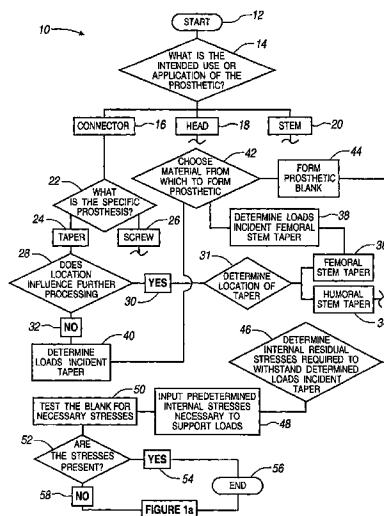 10
START
12
WHAT IS THE
INTENDED USE OR
APPLICATION OF THE
PROSTHETIC?
14
CONNECTOR
16
HEAD
18
STEM
20
22
WHAT
IS THE SPECIFIC
PROSTHESIS?
CHOOSE
MATERIAL FROM
WHICH TO FORM
PROSTHETIC
42
FORM
PROSTHETIC
BLANK
44
24
TAPER
26
SCREW
DETERMINE LOADS
INCIDENT FEMORAL
STEM TAPER
38
28
DOES
LOCATION
INFLUENCE FURTHER
PROCESSING
YES
30
31
DETERMINE
LOCATION OF
TAPER
FEMORAL
STEM TAPER
36
HUMORAL
STEM TAPER
32
NO
40
DETERMINE
LOADS INCIDENT
TAPER
46
DETERMINE
INTERNAL RESIDUAL
STRESSES REQUIRED TO
WITHSTAND DETERMINED
LOADS INCIDENT
TAPER
50
TEST THE BLANK FOR
NECESSARY STRESSES
INPUT PREDETERMINED
INTERNAL STRESSES
NECESSARY TO
SUPPORT LOADS
48
52
ARE
THE STRESSES
PRESENT?
YES
54
56
END
58
NO
FIGURE 1a